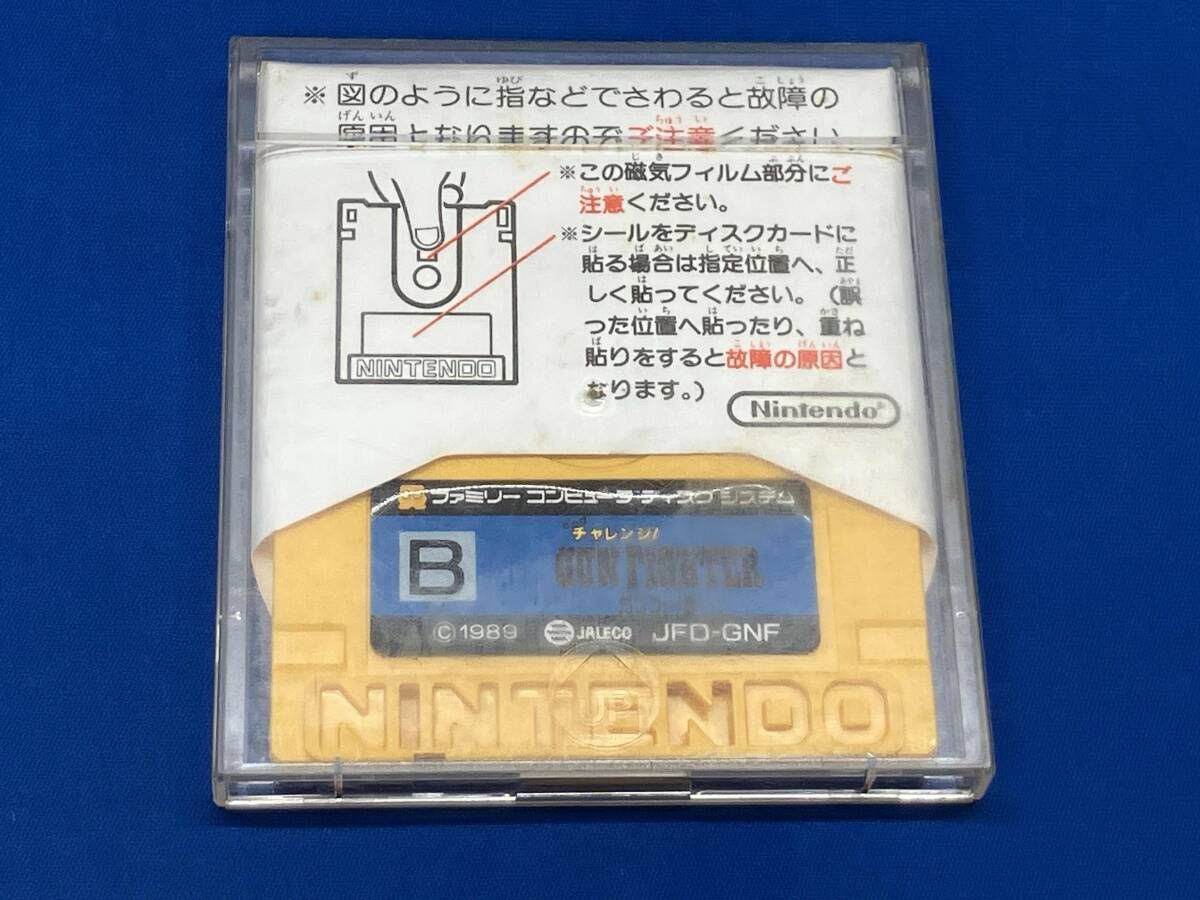 ※図のように指などでさわると故障の
原因となりますのでご注意ください
※この磁気フィルム部分にご
注意ください。
※シールをディスクカードに
貼る場合は指定位置へ、正
しく貼ってください。(誤
った位置へ貼ったり、重ね
貼りをすると故障の原因と
なります。)
NINTENDO
Nintendo®
ファミリー コンピュータ ディスク システム
B
チャレンジ!
GUN FIGHTER
©1989 JALECO JFD-GNF
NINTENDO
UP